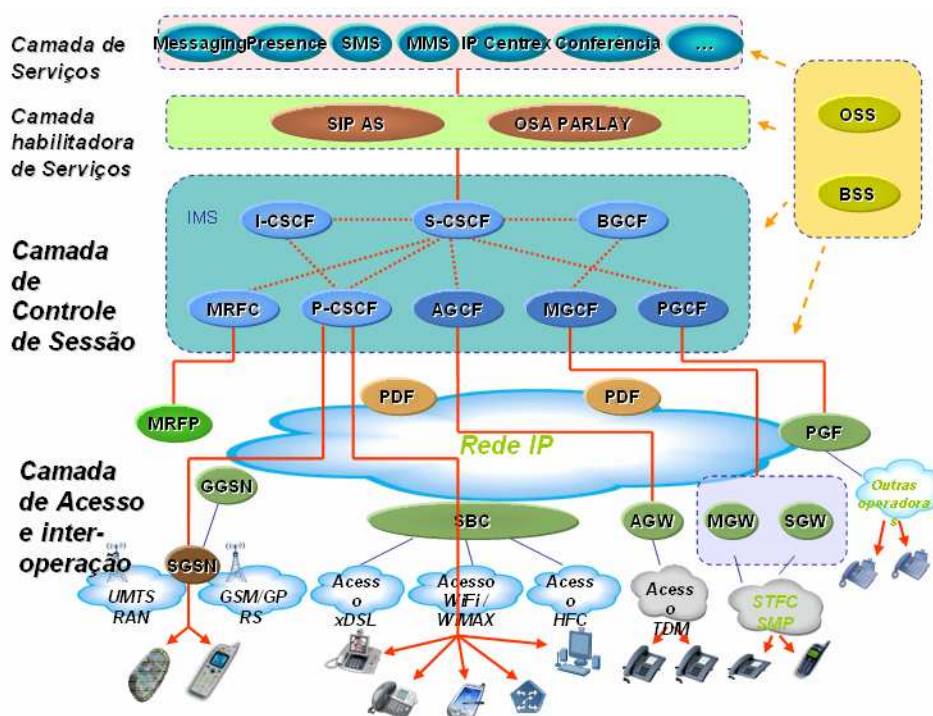 Camada de
Serviços
Messaging
Presence
SMS
MMS
IP Centrex
Conferência
...
Camada
habilitadora
de Serviços
SIP AS
OSA PARLAY
OSS
BSS
Camada
de
Controle
de Sessão
IMS
I-CSCF
S-CSCF
BGCF
MRFC
P-CSCF
AGCF
MGCF
PGCF
PDF
PDF
MRFP
Rede IP
PGF
Camada
de Acesso
e inter-
operação
GGSN
SGSN
SBC
AGW
MGW
SGW
Outras
operadora
s
UMTS
RAN
GSM/GP
RS
Acess
o
xDSL
Acesso
WiFi /
WiMAX
Acess
o
HFC
Acess
o
TDM
STFC
SMP